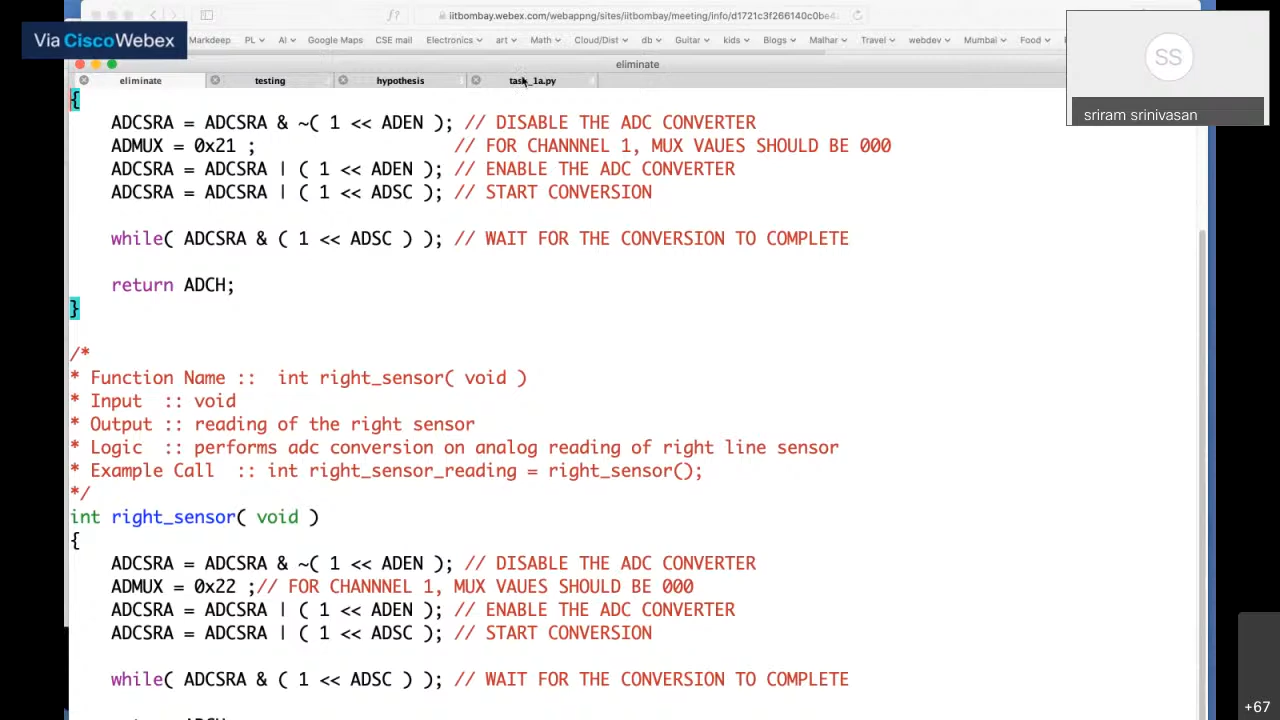 Via Cisco Webex
iitbombay.webex.com/webappng/sites/iitbombay/meeting/info/d1721c3f266140c0be4
Markdeep PL AI Google Maps CSE mail Electronics art Math Cloud/Dist db Guitar kids Blogs Malhar Travel webdev Mumbai Food
eliminate
eliminate testing hypothesis task_1a.py
SS
sriram srinivasan
{
ADCSRA = ADCSRA & ~( 1 << ADEN ); // DISABLE THE ADC CONVERTER
ADMUX = 0x21 ; // FOR CHANNNEL 1, MUX VAUES SHOULD BE 000
ADCSRA = ADCSRA | ( 1 << ADEN ); // ENABLE THE ADC CONVERTER
ADCSRA = ADCSRA | ( 1 << ADSC ); // START CONVERSION
while( ADCSRA & ( 1 << ADSC ) ); // WAIT FOR THE CONVERSION TO COMPLETE
return ADCH;
}
/*
* Function Name :: int right_sensor( void )
* Input :: void
* Output :: reading of the right sensor
* Logic :: performs adc conversion on analog reading of right line sensor
* Example Call :: int right_sensor_reading = right_sensor();
*/
int right_sensor( void )
{
ADCSRA = ADCSRA & ~( 1 << ADEN ); // DISABLE THE ADC CONVERTER
ADMUX = 0x22 ;// FOR CHANNNEL 1, MUX VAUES SHOULD BE 000
ADCSRA = ADCSRA | ( 1 << ADEN ); // ENABLE THE ADC CONVERTER
ADCSRA = ADCSRA | ( 1 << ADSC ); // START CONVERSION
while( ADCSRA & ( 1 << ADSC ) ); // WAIT FOR THE CONVERSION TO COMPLETE
+67